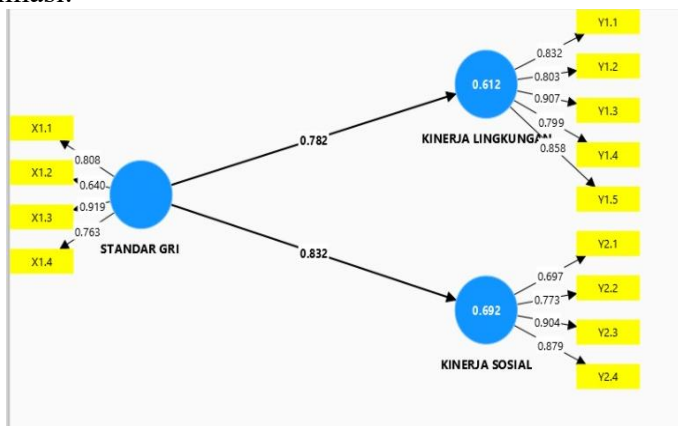 X1.1
X1.2
X1.3
X1.4
0.808
0.640
0.919
0.763
STANDAR GRI
0.782
0.832
0.612
KINERJA LINGKUNGAN
0.832
0.803
0.907
0.799
0.858
Y1.1
Y1.2
Y1.3
Y1.4
Y1.5
0.692
KINERJA SOSIAL
0.697
0.773
0.904
0.879
Y2.1
Y2.2
Y2.3
Y2.4